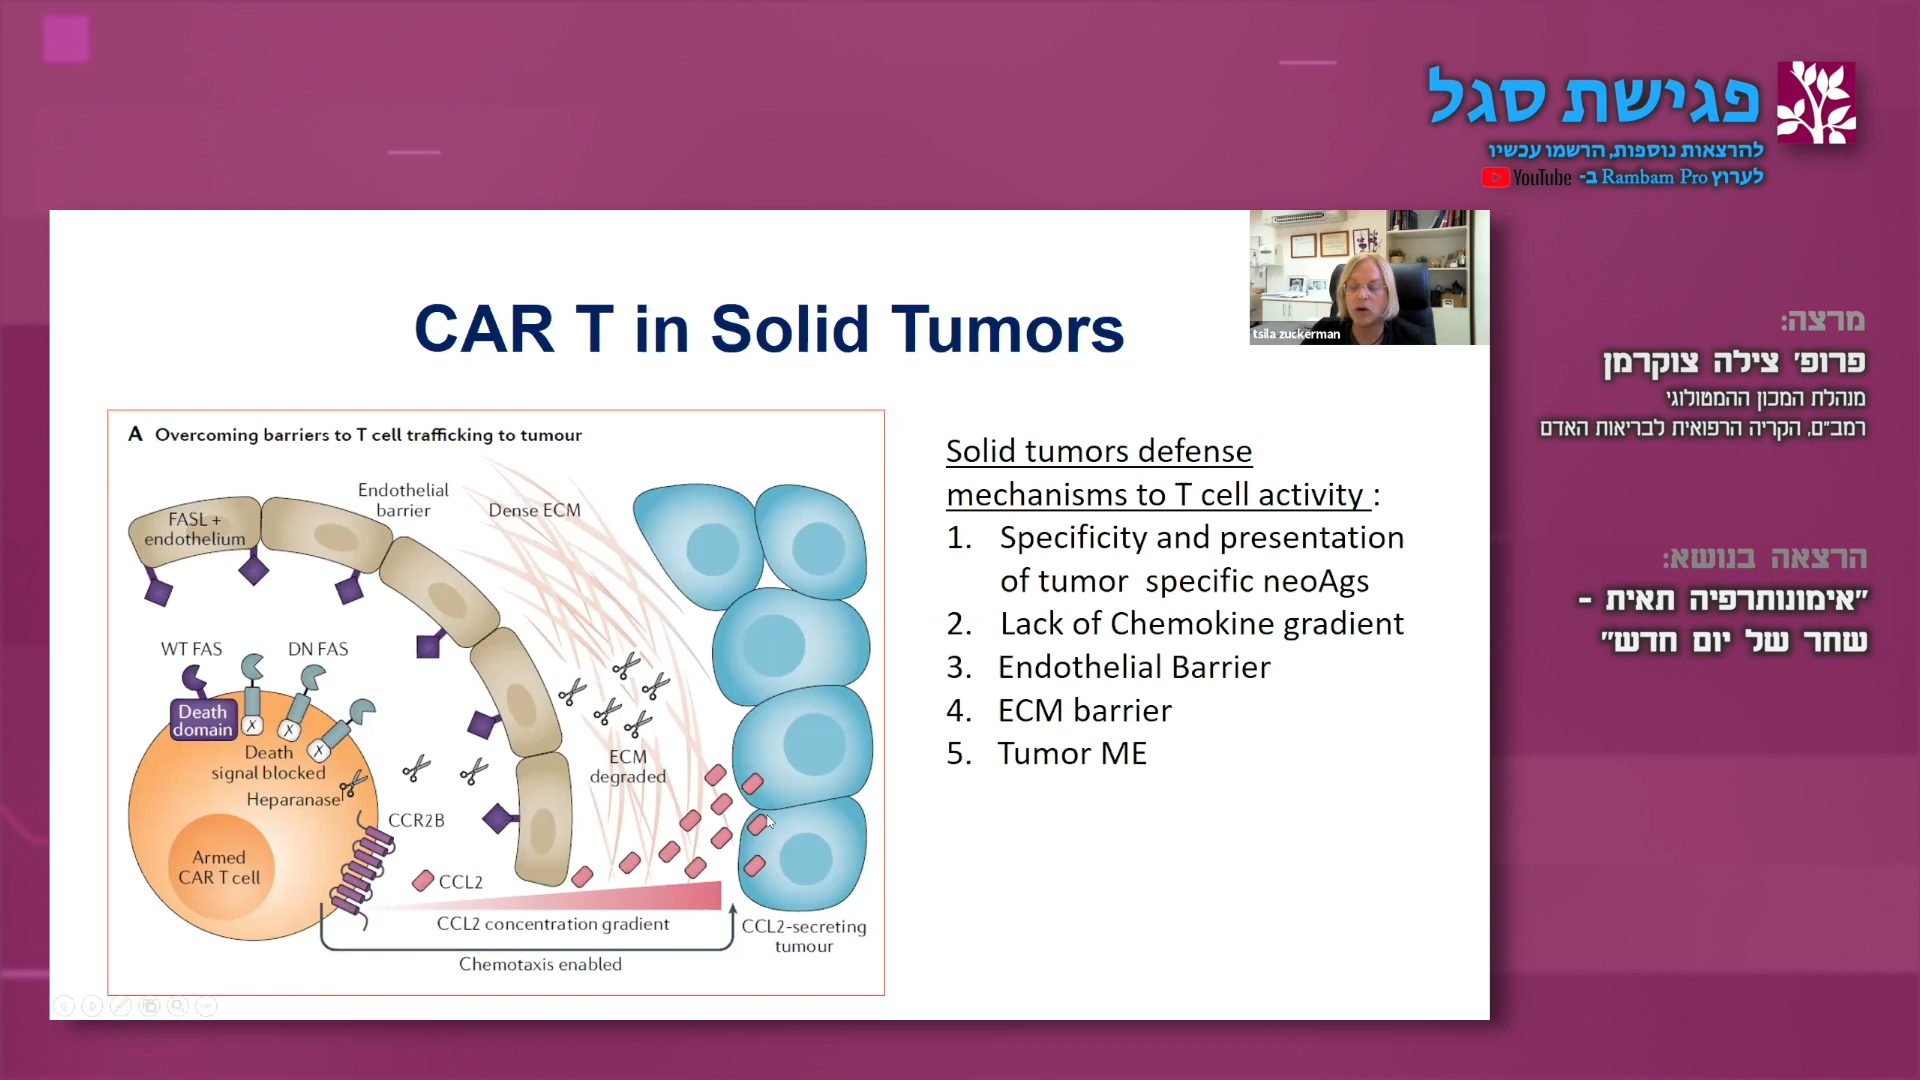 פגישת סגל
להרצאות נוספות, הרשמו עכשיו
לערוץ Rambam Pro ב- YouTube
tsila zuckerman
CAR T in Solid Tumors
A Overcoming barriers to T cell trafficking to tumour
Endothelial
barrier
Dense ECM
FASL +
endothelium
WT FAS
DN FAS
Death
domain
X
X
X
Death
signal blocked
Heparanase
ECM
degraded
CCR2B
Armed
CAR T cell
CCL2
CCL2 concentration gradient
CCL2-secreting
tumour
Chemotaxis enabled
Solid tumors defense
mechanisms to T cell activity :
1. Specificity and presentation
of tumor specific neoAgs
2. Lack of Chemokine gradient
3. Endothelial Barrier
4. ECM barrier
5. Tumor ME
מרצה:
פרופ' צילה צוקרמן
מנהלת המכון ההמטולוגי
רמב"ם, הקריה הרפואית לבריאות האדם
הרצאה בנושא:
"אימונותרפיה תאית -
שחר של יום חדש"